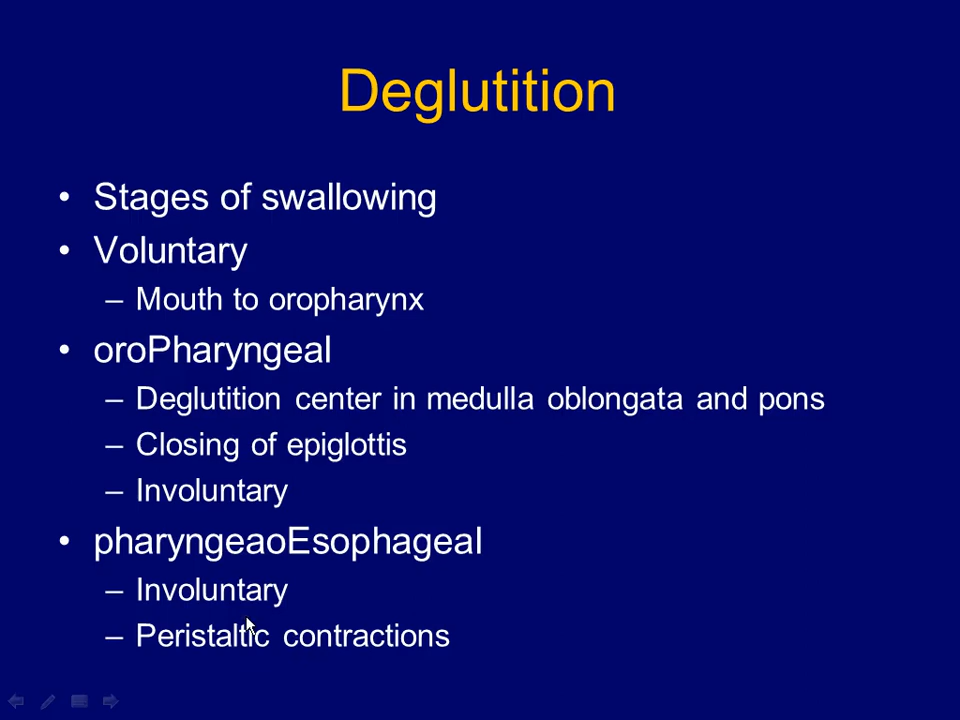 Deglutition
• Stages of swallowing
• Voluntary
– Mouth to oropharynx
• oroPharyngeal
– Deglutition center in medulla oblongata and pons
– Closing of epiglottis
– Involuntary
• pharyngeaoEsophageal
– Involuntary
– Peristaltic contractions